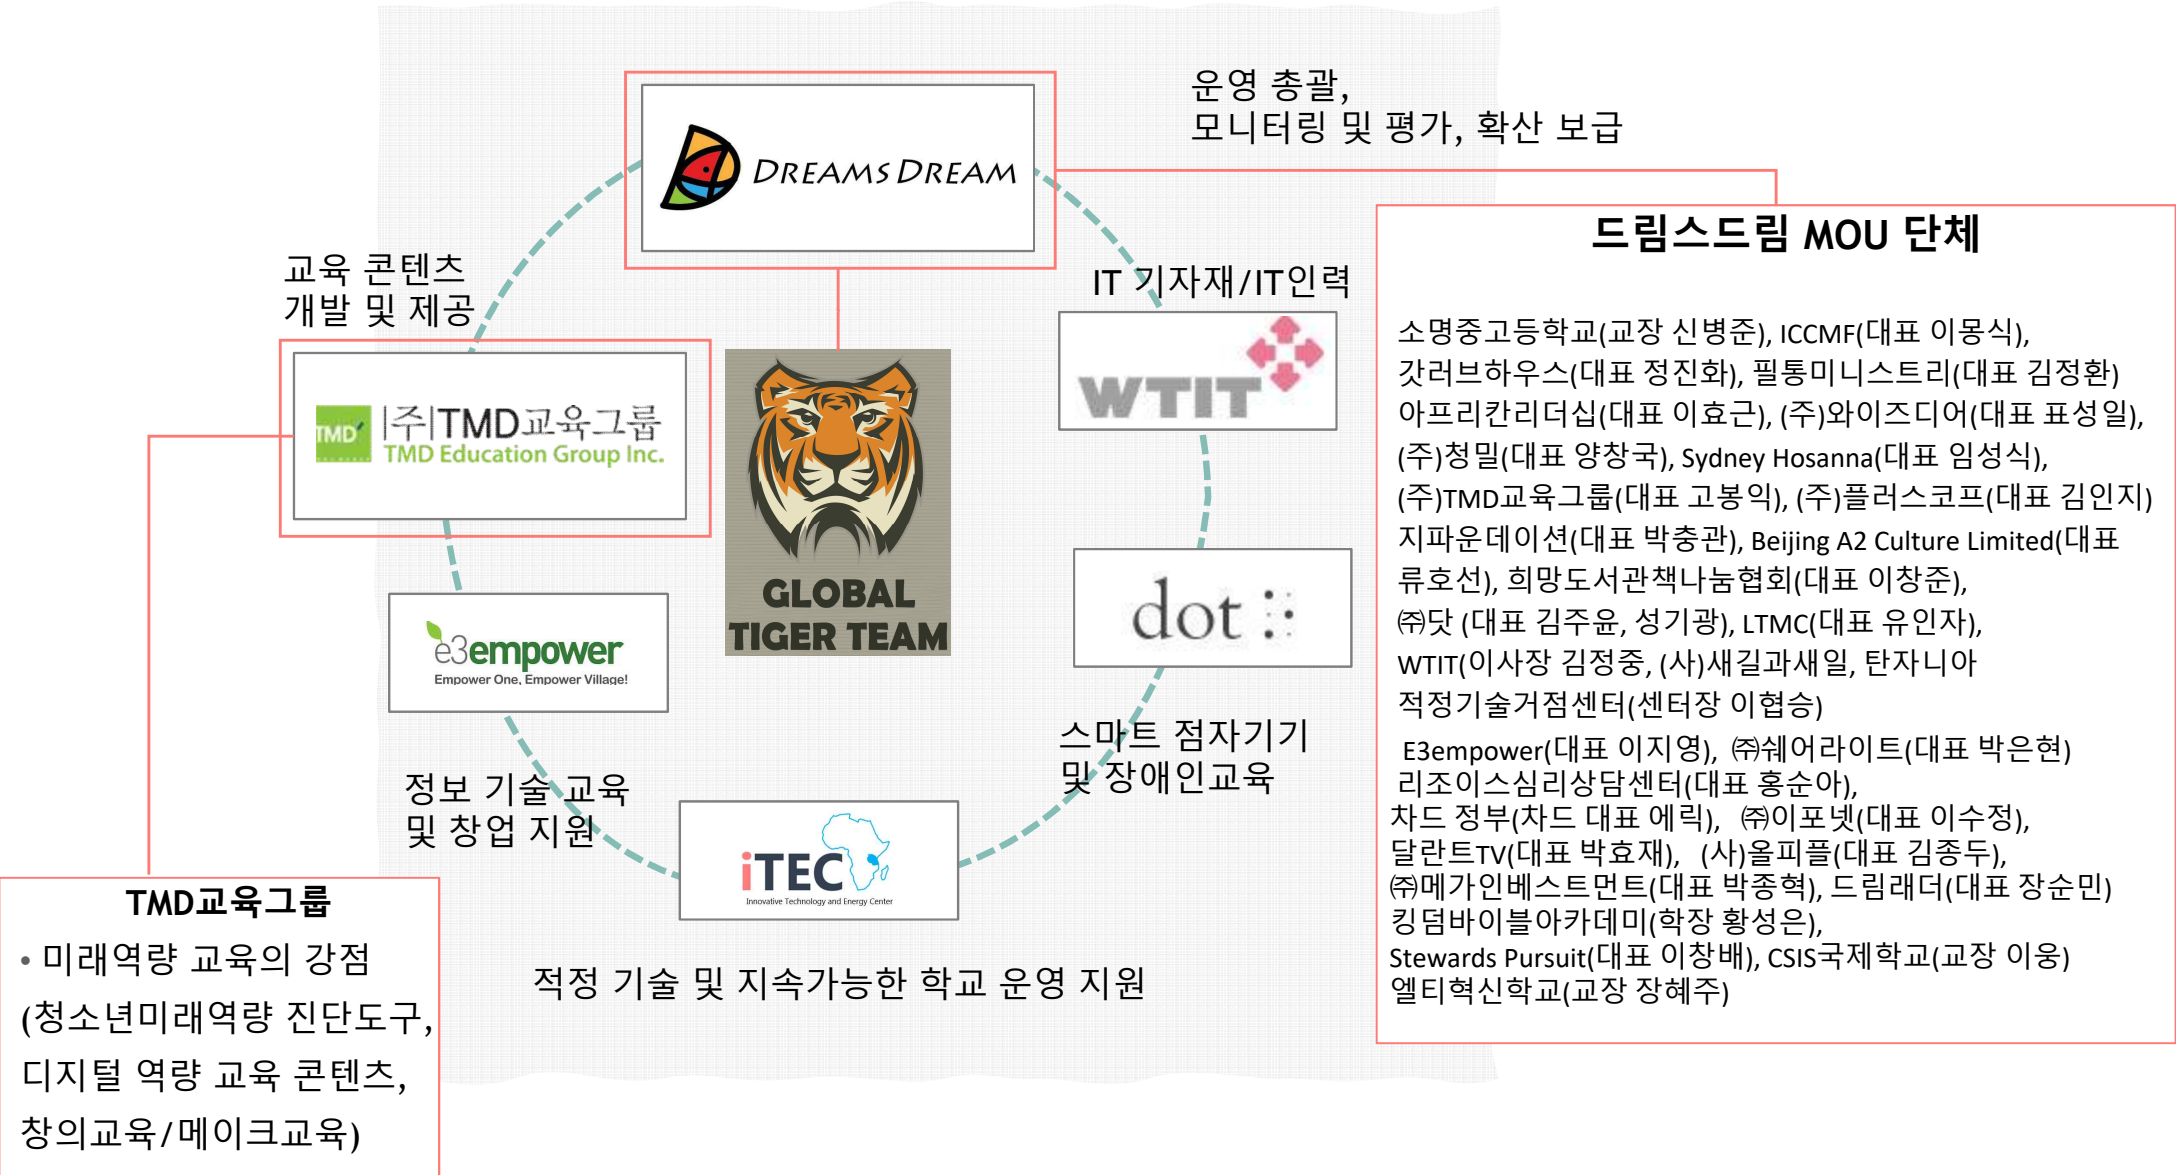 운영 총괄,
모니터링 및 평가, 확산 보급
DREAMS DREAM
드림스드림 MOU 단체
교육 콘텐츠
개발 및 제공
IT 기자재/IT인력
TMD
|주|TMD교육그룹
TMD Education Group Inc.
WTIT
GLOBAL
TIGER TEAM
dot
e3empower
Empower One, Empower Village!
스마트 점자기기
및 장애인교육
정보 기술 교육
및 창업 지원
iTEC
Innovative Technology and Energy Center
적정 기술 및 지속가능한 학교 운영 지원
소명중고등학교(교장 신병준), ICCMF(대표 이몽식),
갓러브하우스(대표 정진화), 필통미니스트리(대표 김정환)
아프리칸리더십(대표 이효근), (주)와이즈디어(대표 표성일),
(주)청밀(대표 양창국), Sydney Hosanna(대표 임성식),
(주)TMD교육그룹(대표 고봉익), (주)플러스코프(대표 김인지)
지파운데이션(대표 박충관), Beijing A2 Culture Limited(대표
류호선), 희망도서관책나눔협회(대표 이창준),
㈜닷 (대표 김주윤, 성기광), LTMC(대표 유인자),
WTIT(이사장 김정중, (사)새길과새일, 탄자니아
적정기술거점센터(센터장 이협승)
E3empower(대표 이지영), ㈜쉐어라이트(대표 박은현)
리조이스심리상담센터(대표 홍순아),
차드 정부(차드 대표 에릭), ㈜이포넷(대표 이수정),
달란트TV(대표 박효재), (사)올피플(대표 김종두),
㈜메가인베스트먼트(대표 박종혁), 드림래더(대표 장순민)
킹덤바이블아카데미(학장 황성은),
Stewards Pursuit(대표 이창배), CSIS국제학교(교장 이웅)
엘티혁신학교(교장 장혜주)
TMD교육그룹
• 미래역량 교육의 강점
(청소년미래역량 진단도구,
디지털 역량 교육 콘텐츠,
창의교육/메이크교육)